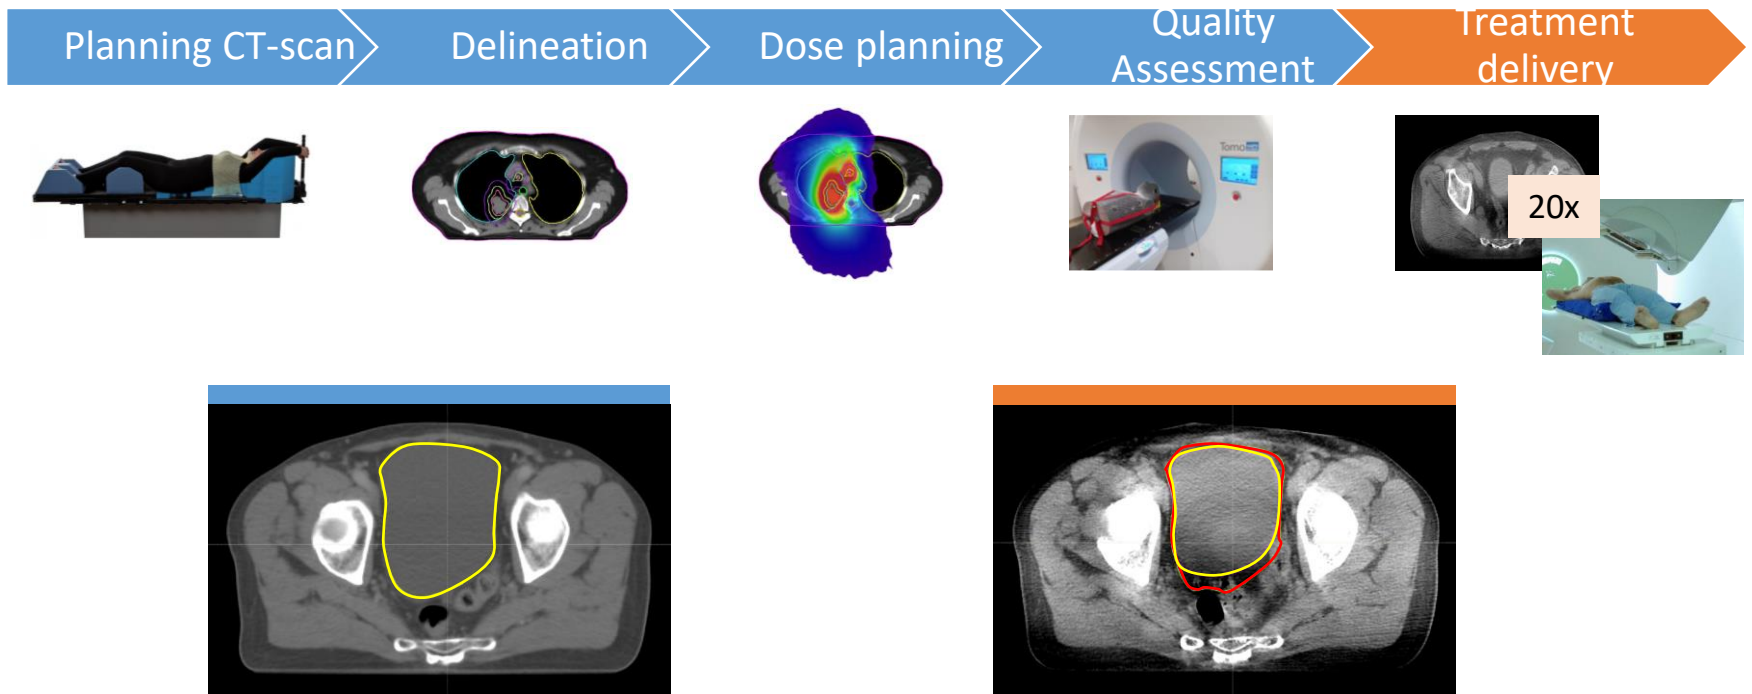 Planning CT-scan
Delineation
Dose planning
Quality
Assessment
Treatment
delivery
20x